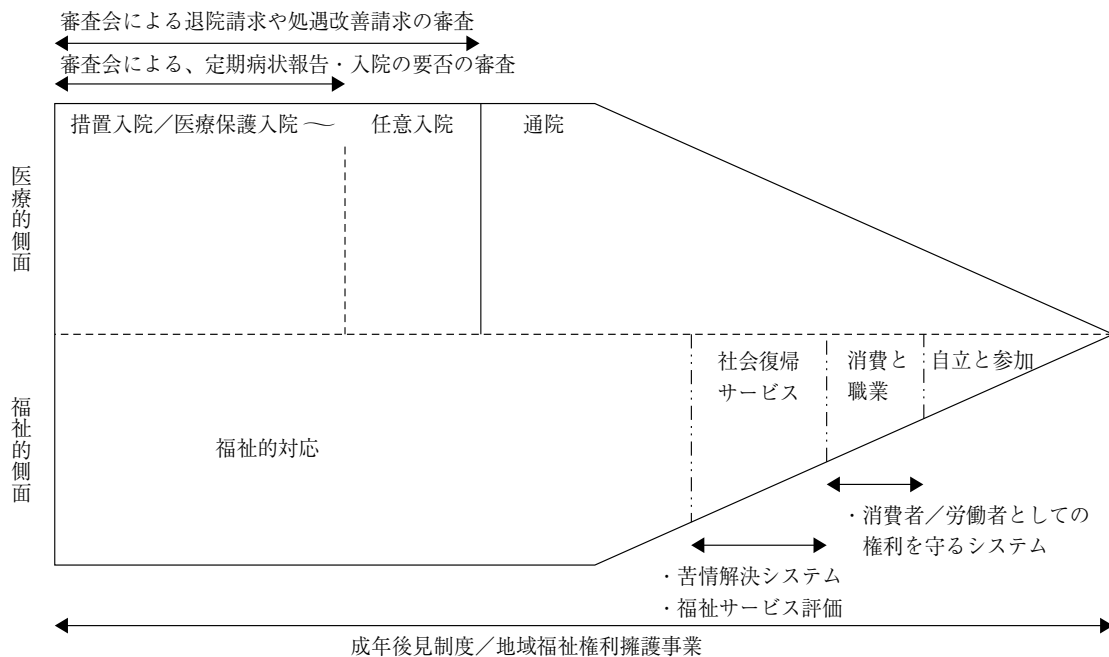 審査会による退院請求や処遇改善請求の審査
審査会による、定期病状報告・入院の要否の審査
措置入院／医療保護入院〜
任意入院
通院
医療的側面
社会復帰
サービス
消費と
職業
自立と参加
福祉的側面
福祉的対応
・消費者／労働者としての
権利を守るシステム
・苦情解決システム
・福祉サービス評価
成年後見制度／地域福祉権利擁護事業